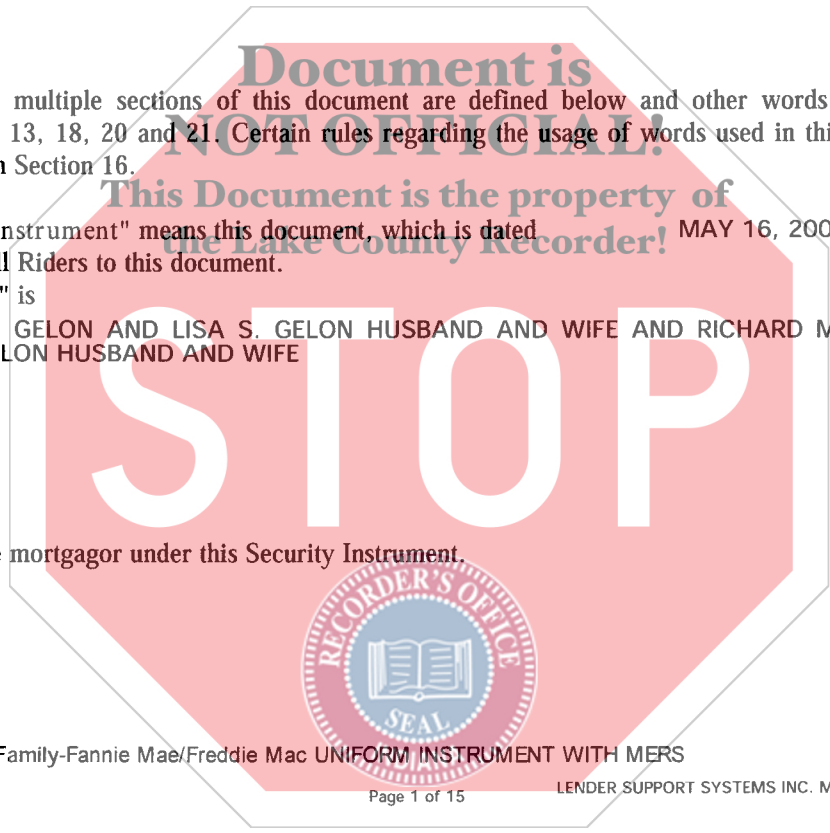 Document is
multiple sections of this document are defined below and other words
13, 18, 20 and 21. Certain rules regarding the usage of words used in thi
NOT OFFICIAL!
n Section 16.
This Document is the property of
nstrument" means this document, which is dated MAY 16, 200
the Lake County Recorder!
ll Riders to this document.
" is
GELON AND LISA S. GELON HUSBAND AND WIFE AND RICHARD M
LON HUSBAND AND WIFE
STOP
e mortgagor under this Security Instrument.
RECORDER'S OFFICE
SEAL
INDIANA
Family-Fannie Mae/Freddie Mac UNIFORM INSTRUMENT WITH MERS
Page 1 of 15
LENDER SUPPORT SYSTEMS INC. M